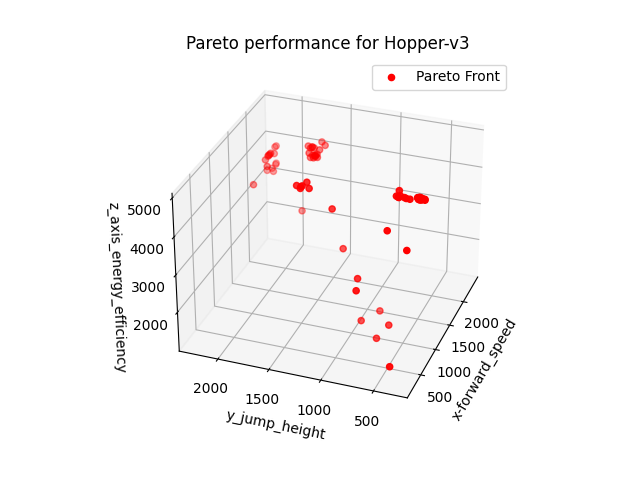 Pareto performance for Hopper-v3
Pareto Front
5000
4000
3000
2000
z_axis_energy_efficiency
2000
1500
1000
500
y_jump_height
2000
1500
1000
500
x-forward_speed